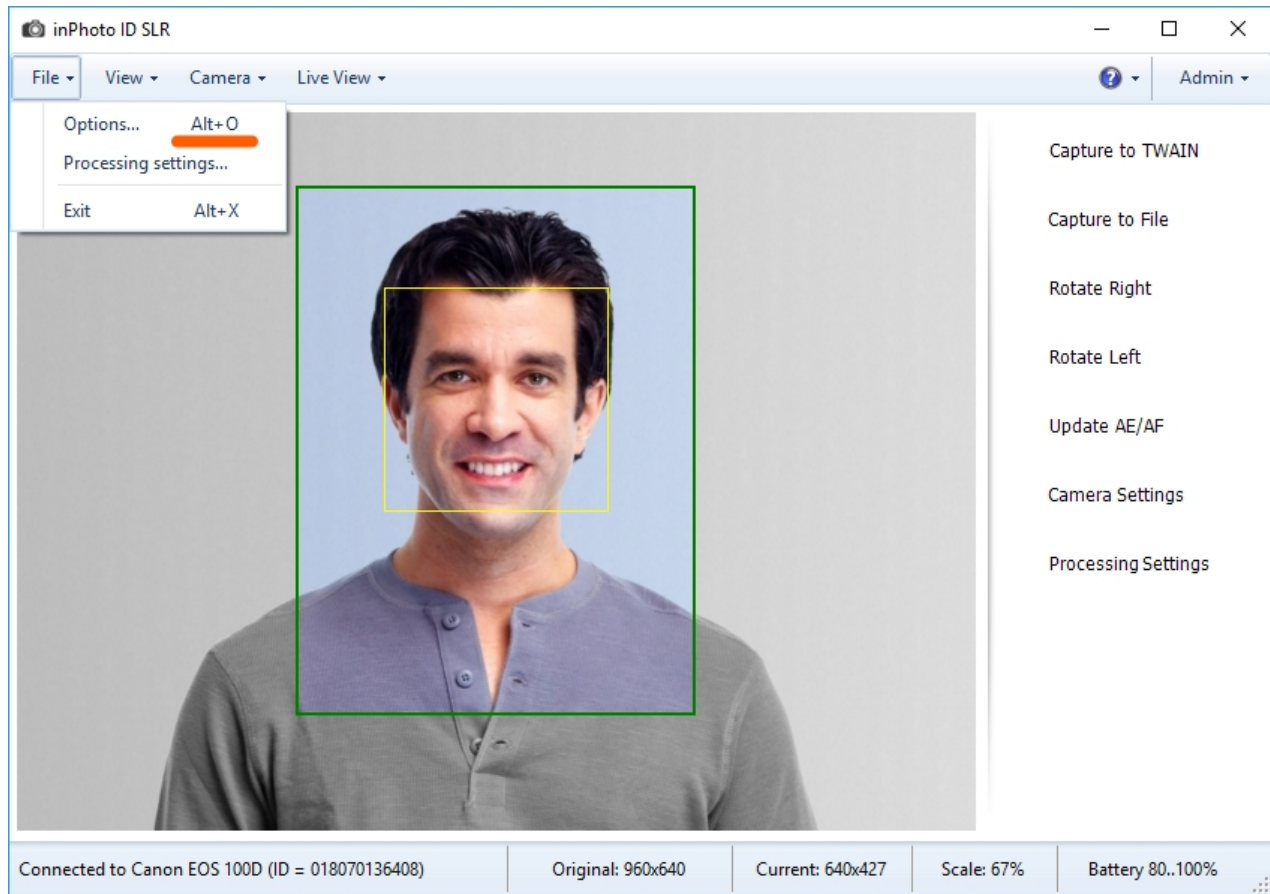 inPhoto ID SLR
File View Camera Live View Admin
Options... Alt+O
Processing settings...
Exit Alt+X
Capture to TWAIN
Capture to File
Rotate Right
Rotate Left
Update AE/AF
Camera Settings
Processing Settings
Connected to Canon EOS 100D (ID = 018070136408) Original: 960x640 Current: 640x427 Scale: 67% Battery 80..100%